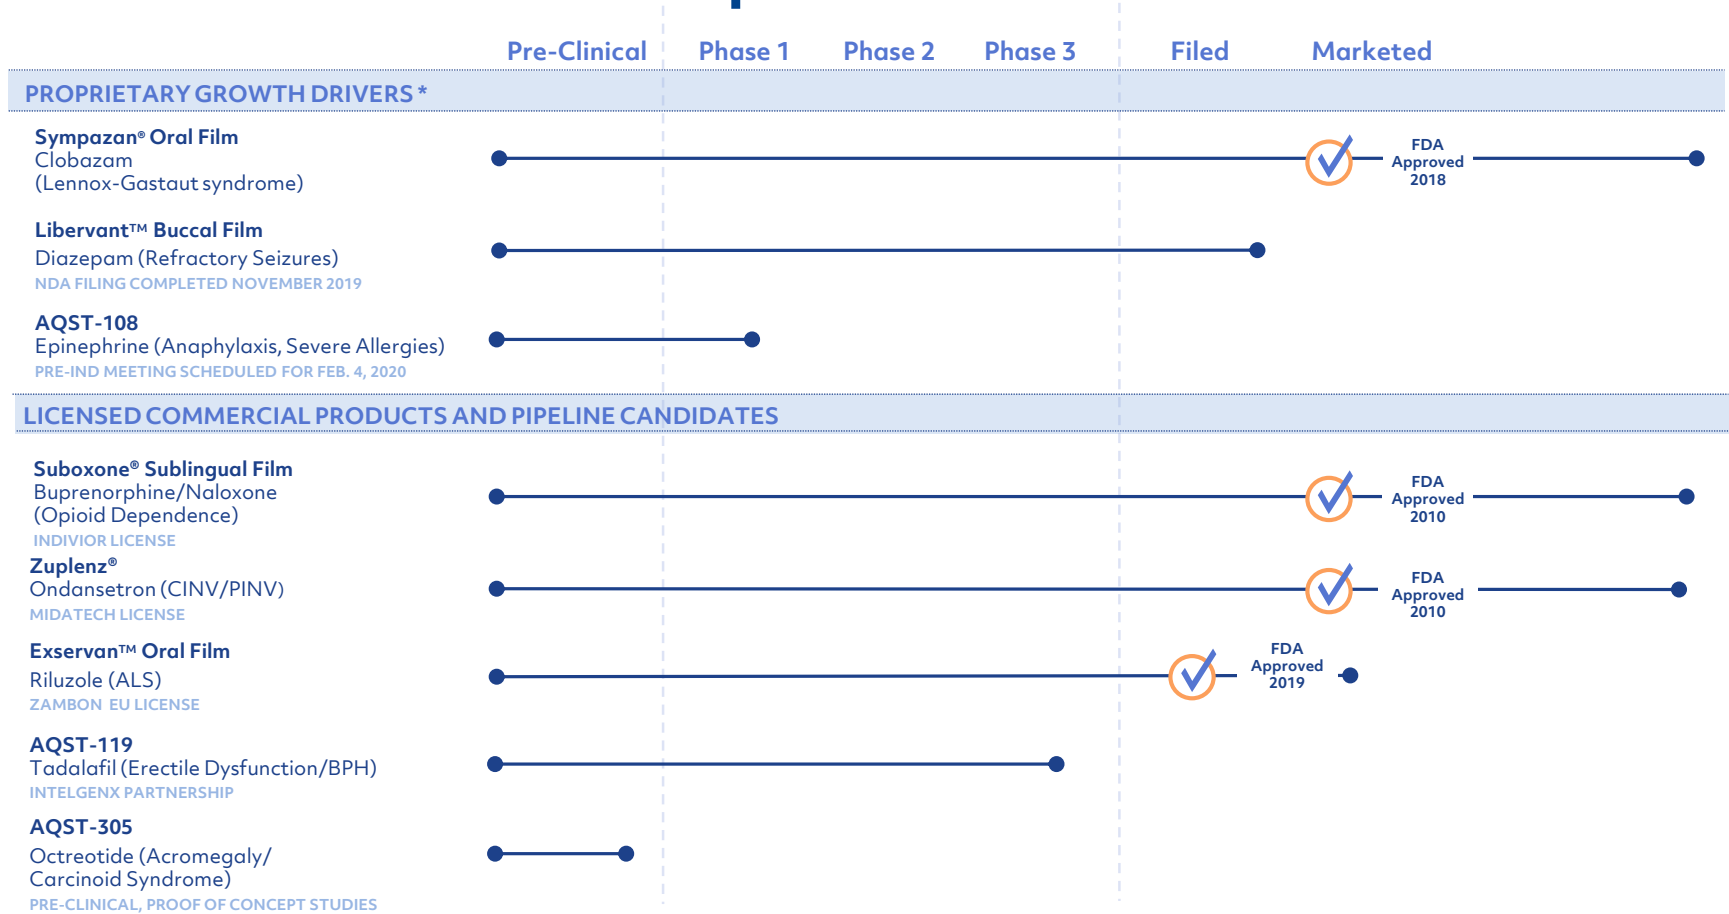 Pre-Clinical Phase 1 Phase 2 Phase 3 Filed Marketed
PROPRIETARY GROWTH DRIVERS *
Sympazan® Oral Film
Clobazam
(Lennox-Gastaut syndrome)
FDA
Approved
2018
Libervant™ Buccal Film
Diazepam (Refractory Seizures)
NDA FILING COMPLETED NOVEMBER 2019
AQST-108
Epinephrine (Anaphylaxis, Severe Allergies)
PRE-IND MEETING SCHEDULED FOR FEB. 4, 2020
LICENSED COMMERCIAL PRODUCTS AND PIPELINE CANDIDATES
Suboxone® Sublingual Film
Buprenorphine/Naloxone
(Opioid Dependence)
INDIVIOR LICENSE
FDA
Approved
2010
Zuplenz®
Ondansetron (CINV/PINV)
MIDATECH LICENSE
FDA
Approved
2010
Exservan™ Oral Film
Riluzole (ALS)
ZAMBON EU LICENSE
FDA
Approved
2019
AQST-119
Tadalafil (Erectile Dysfunction/BPH)
INTELGENX PARTNERSHIP
AQST-305
Octreotide (Acromegaly/
Carcinoid Syndrome)
PRE-CLINICAL, PROOF OF CONCEPT STUDIES